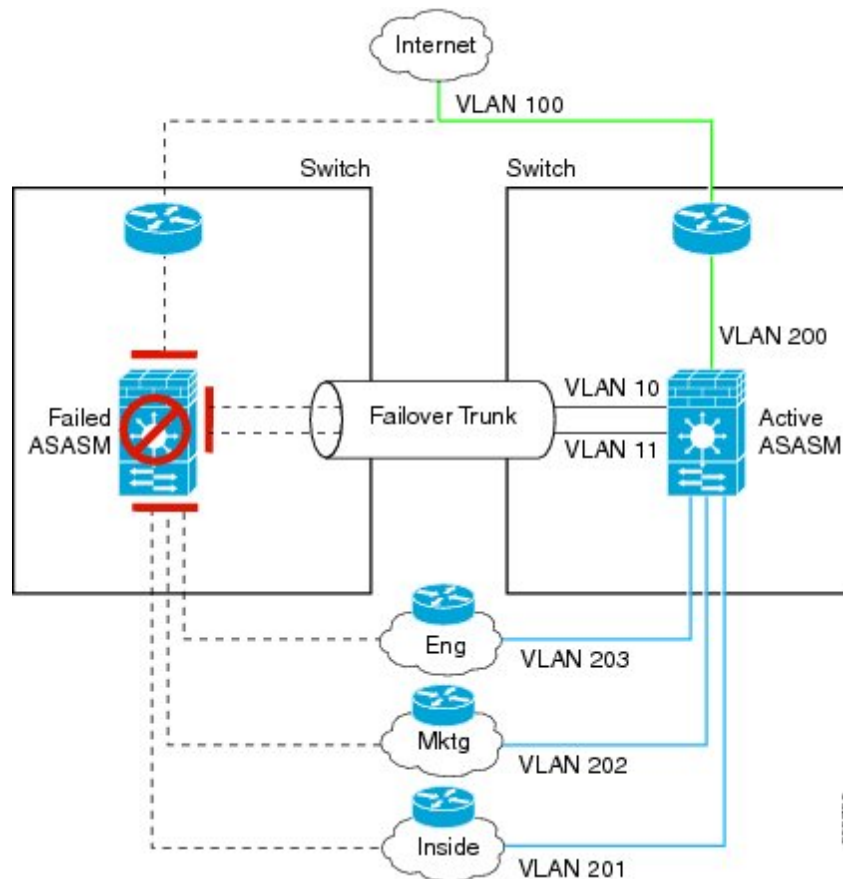 Internet
VLAN 100
Switch
Switch
VLAN 200
Failed
ASASM
Failover Trunk
VLAN 10
VLAN 11
Active
ASASM
Eng
VLAN 203
Mktg
VLAN 202
Inside
VLAN 201